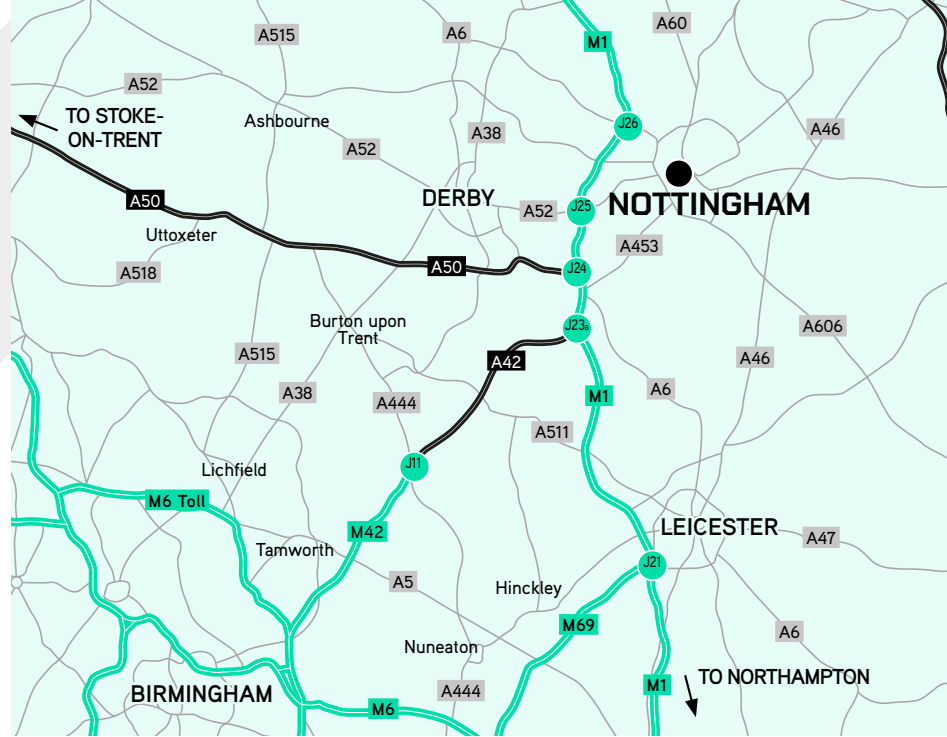 A515
A6
M1
A60
A52
TO STOKE-
ON-TRENT
Ashbourne
A52
A38
J26
A46
A50
DERBY
A52
J25
NOTTINGHAM
Uttoxeter
A518
A50
J24
A453
Burton upon
Trent
J23a
A606
A515
A42
A46
A38
A444
M1
A6
A511
Lichfield
J11
M6 Toll
M42
LEICESTER
A47
Tamworth
A5
Hinckley
J21
M69
A6
Nuneaton
BIRMINGHAM
A444
M1
TO NORTHAMPTON
M6